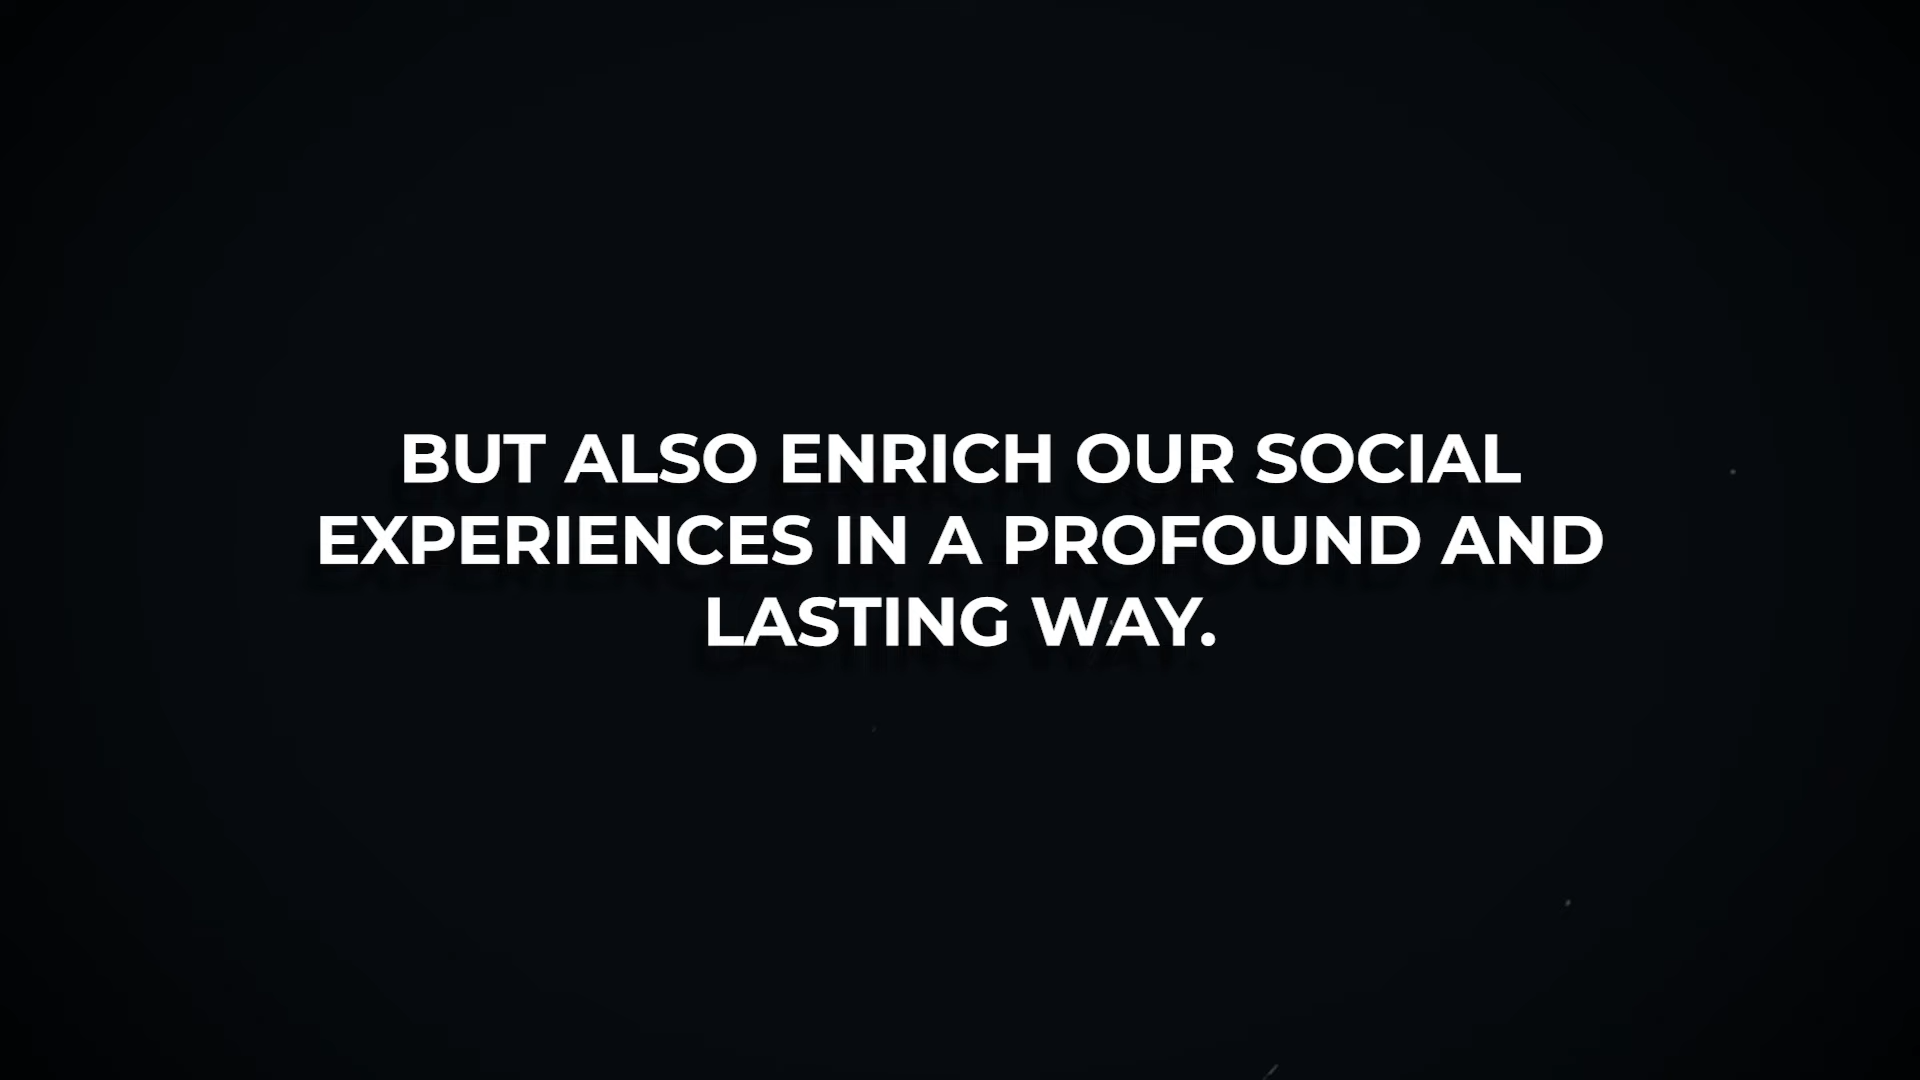 BUT ALSO ENRICH OUR SOCIAL
EXPERIENCES IN A PROFOUND AND
LASTING WAY.